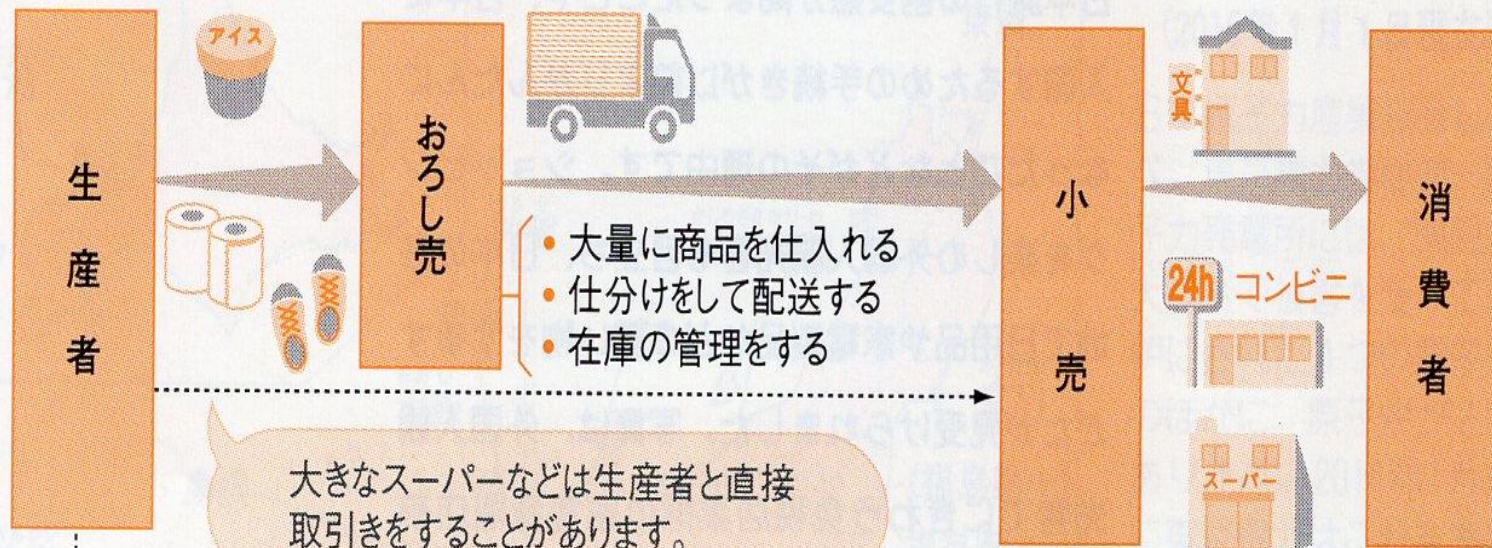 生産者
アイス
おろし売
・大量に商品を仕入れる
・仕分けをして配送する
・在庫の管理をする
大きなスーパーなどは生産者と直接
取引きをすることがあります。
小売
文具
24h コンビニ
スーパー
消費者